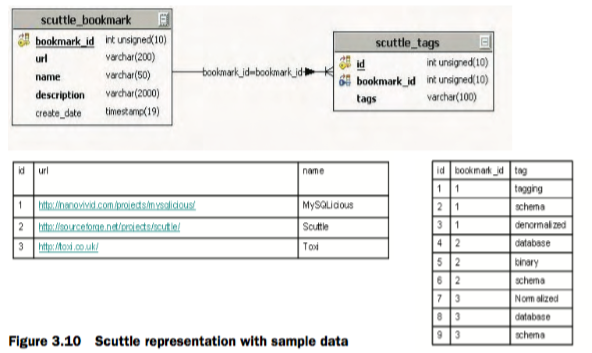 scuttle_bookmark
bookmark_id int unsigned(10)
url varchar(200)
name varchar(50)
description varchar(2000)
create_date timestamp(19)
bookmark_id=bookmark_id
scuttle_tags
id int unsigned(10)
bookmark_id int unsigned(10)
tags varchar(100)
id url name
1 http://nanovivid.com/projects/mysqlicious/ MySQLicious
2 http://sourceforge.net/projects/scuttle/ Scuttle
3 http://toxi.co.uk/ Toxi
id bookmark_id tag
1 1 tagging
2 1 schema
3 1 denormalized
4 2 database
5 2 binary
6 2 schema
7 3 Normalized
8 3 database
9 3 schema
Figure 3.10 Scuttle representation with sample data